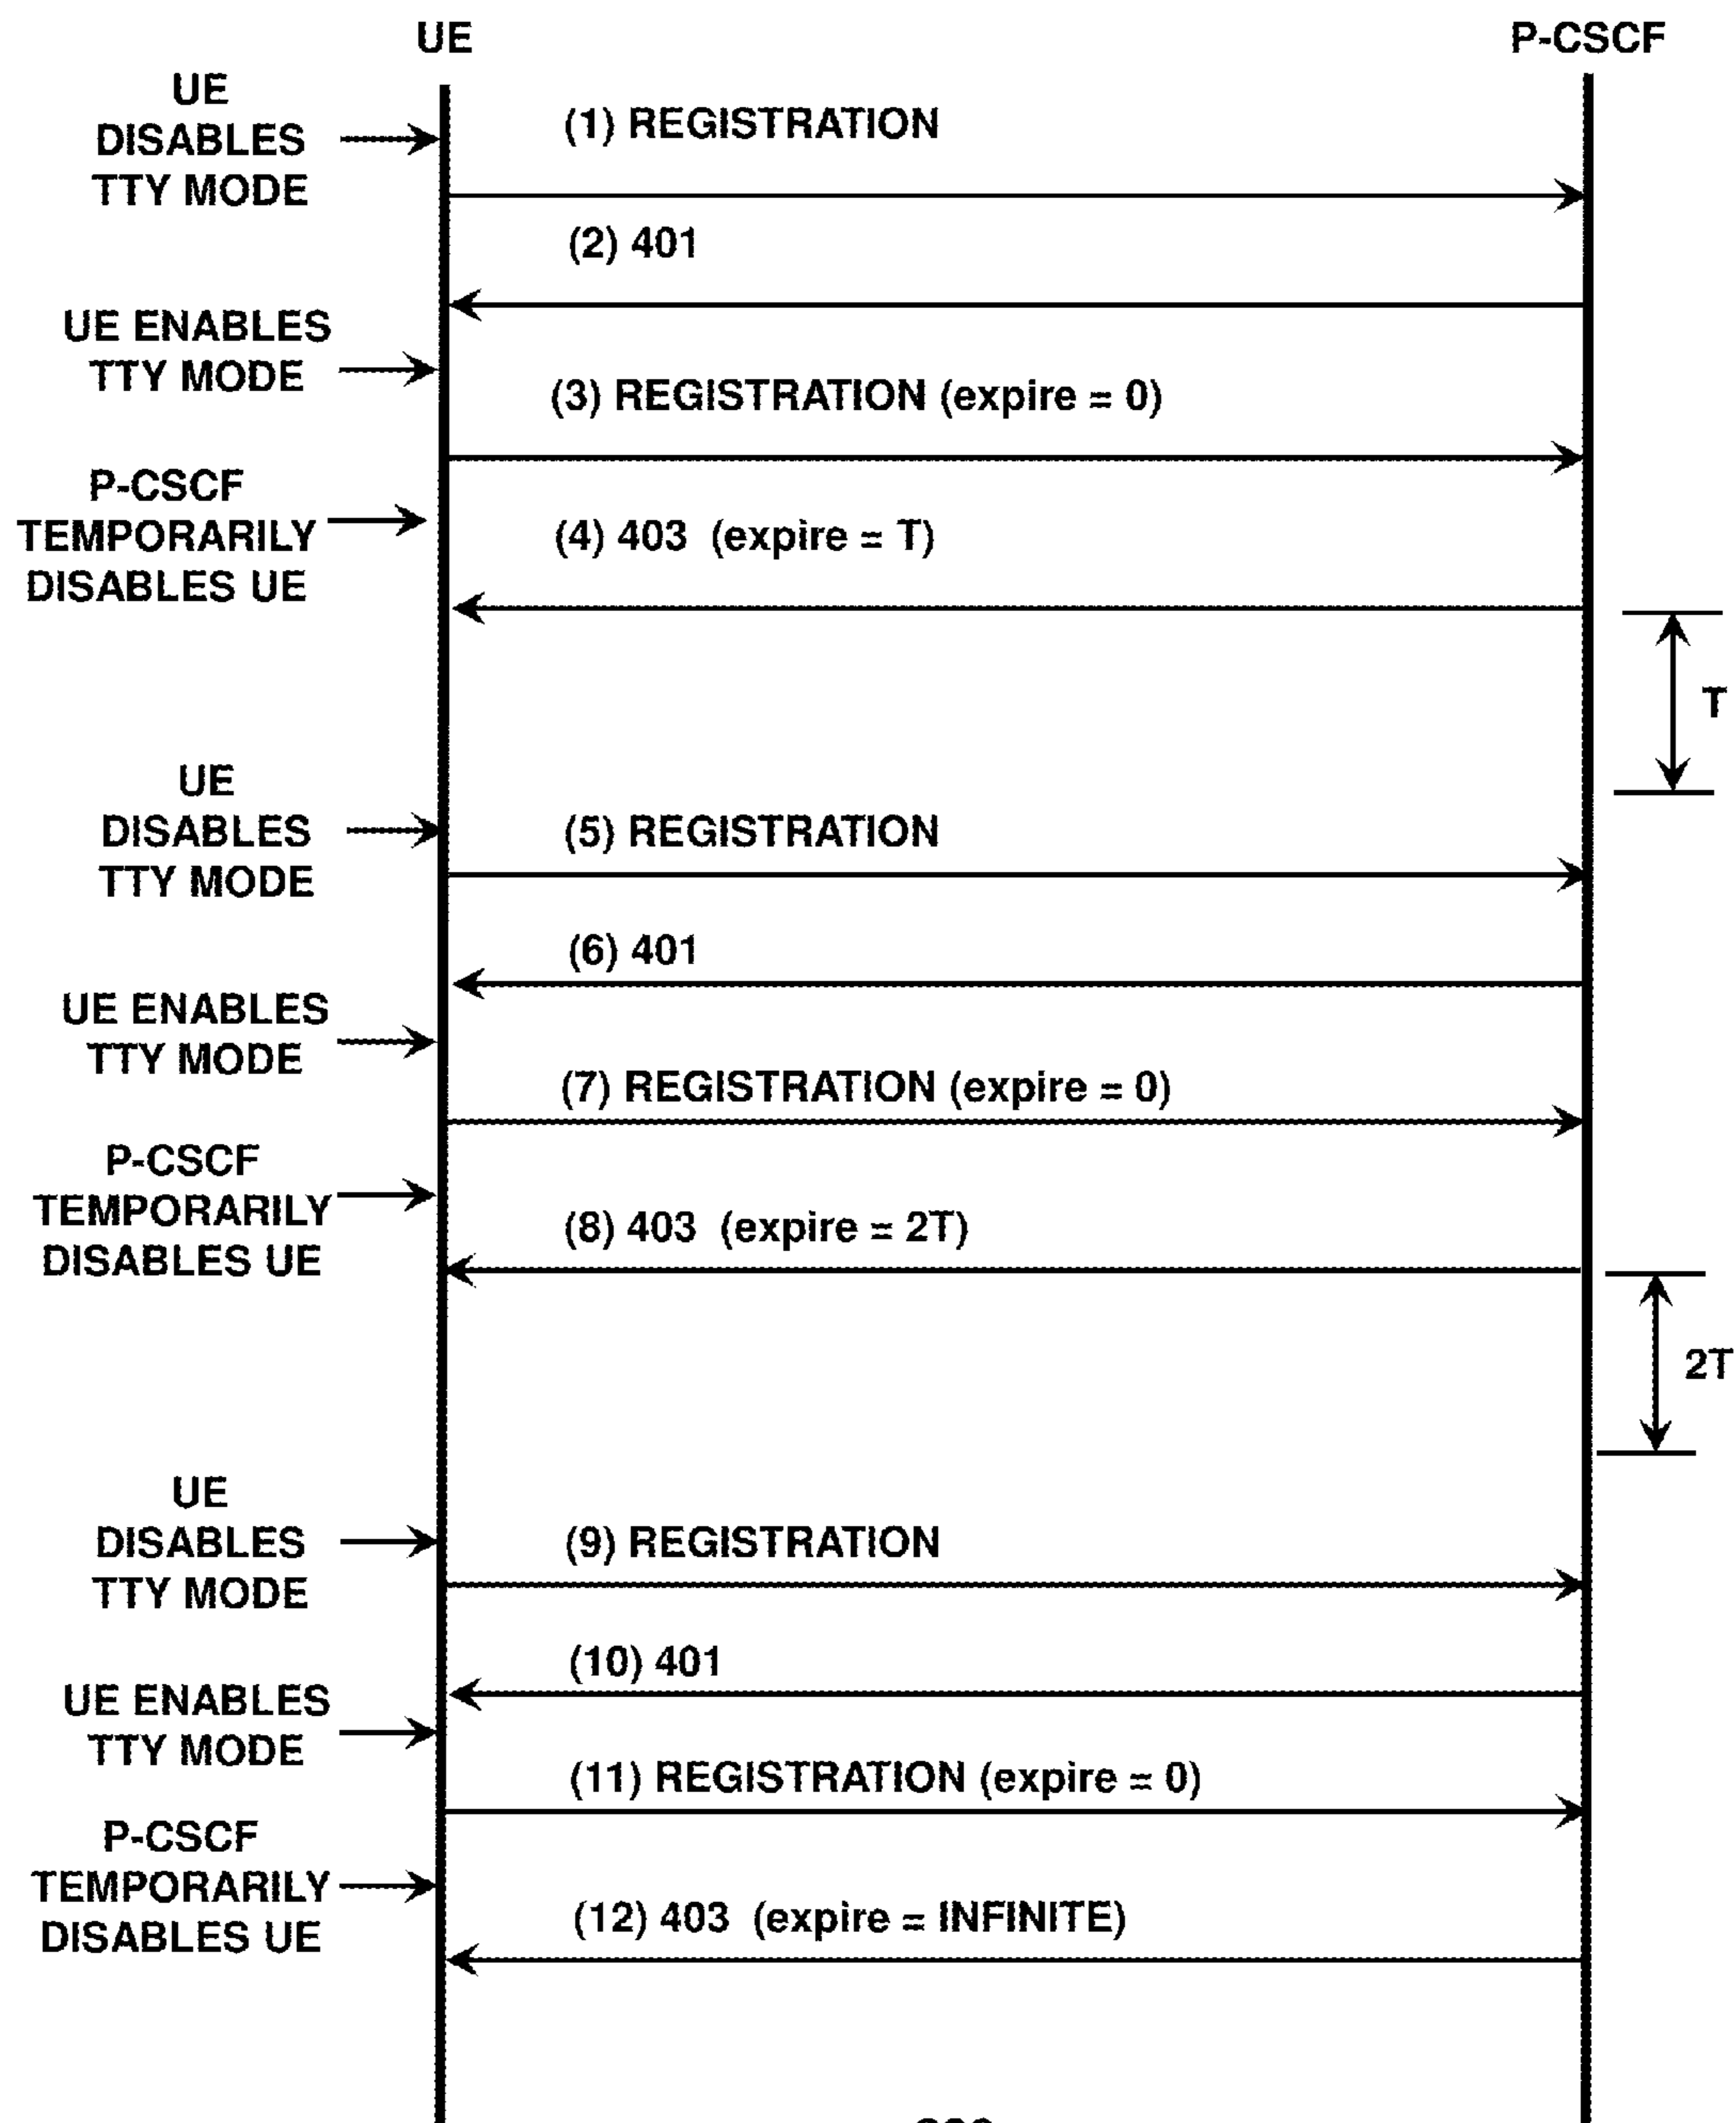 UE
P-CSCF
UE
DISABLES
TTY MODE
(1) REGISTRATION
(2) 401
UE ENABLES
TTY MODE
(3) REGISTRATION (expire = 0)
P-CSCF
TEMPORARILY
DISABLES UE
(4) 403 (expire = T)
T
UE
DISABLES
TTY MODE
(5) REGISTRATION
(6) 401
UE ENABLES
TTY MODE
(7) REGISTRATION (expire = 0)
P-CSCF
TEMPORARILY
DISABLES UE
(8) 403 (expire = 2T)
2T
UE
DISABLES
TTY MODE
(9) REGISTRATION
(10) 401
UE ENABLES
TTY MODE
(11) REGISTRATION (expire = 0)
P-CSCF
TEMPORARILY
DISABLES UE
(12) 403 (expire = INFINITE)